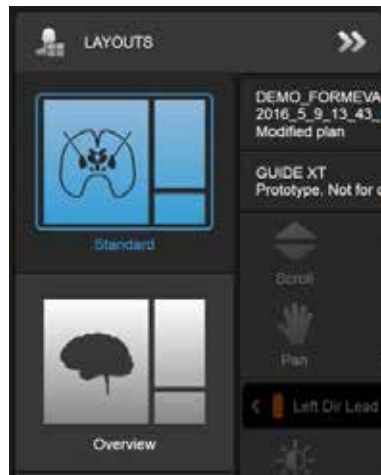 LAYOUTS
DEMO_FORMEVA
2016_5_9_13_43_
Modified plan
GUIDE XT
Prototype. Not for
Standard
Scroll
Pan
Left Dir Lead
Overview